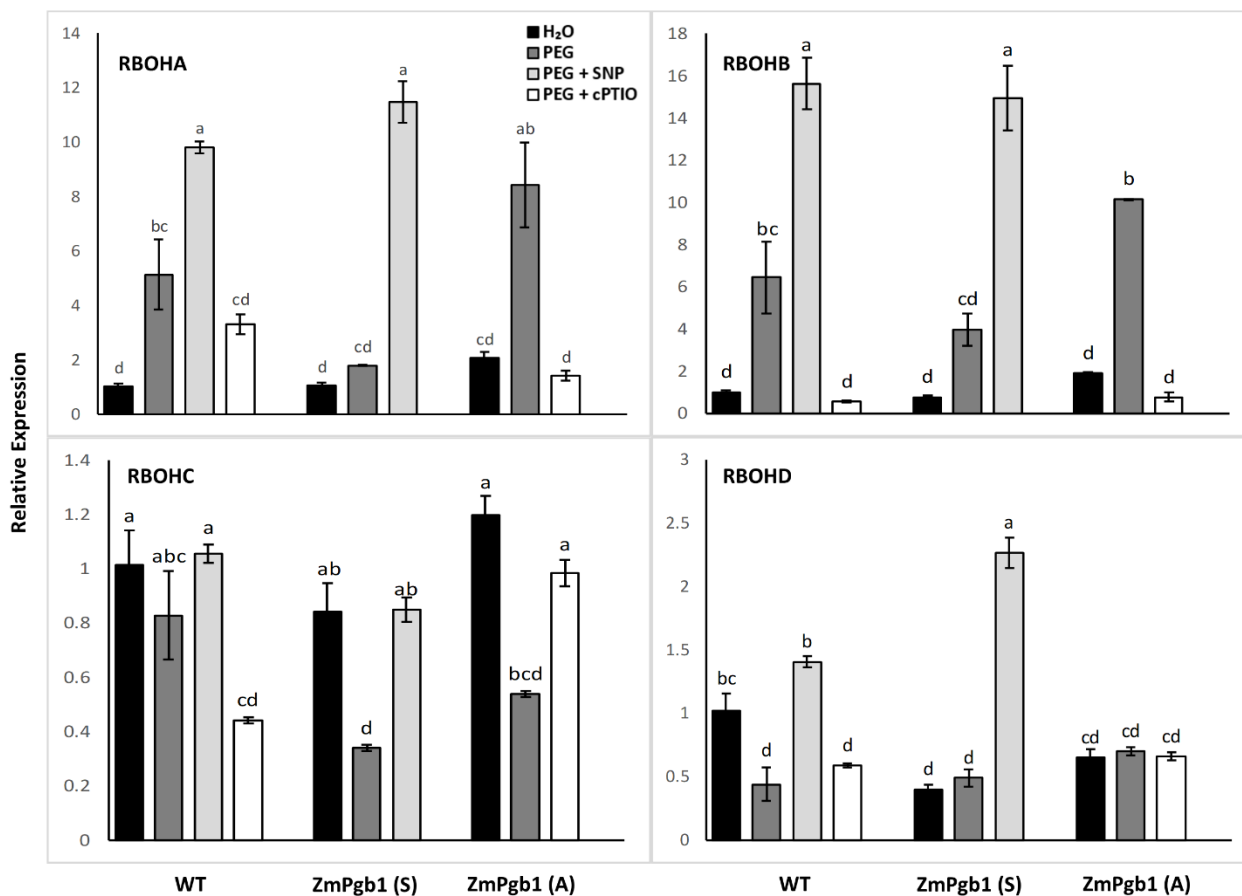 Relative Expression
RBOHA
H₂O
PEG
PEG + SNP
PEG + cPTIO
14
12
10
8
6
4
2
0
d
bc
a
cd
d
cd
a
cd
ab
d
RBOHB
18
16
14
12
10
8
6
4
2
0
d
bc
a
d
d
cd
a
d
b
d
RBOHC
1.4
1.2
1
0.8
0.6
0.4
0.2
0
a
abc
a
cd
ab
d
ab
a
bcd
a
WT
ZmPgb1 (S)
ZmPgb1 (A)
RBOHD
3
2.5
2
1.5
1
0.5
0
bc
d
b
d
d
d
a
cd
cd
cd
WT
ZmPgb1 (S)
ZmPgb1 (A)